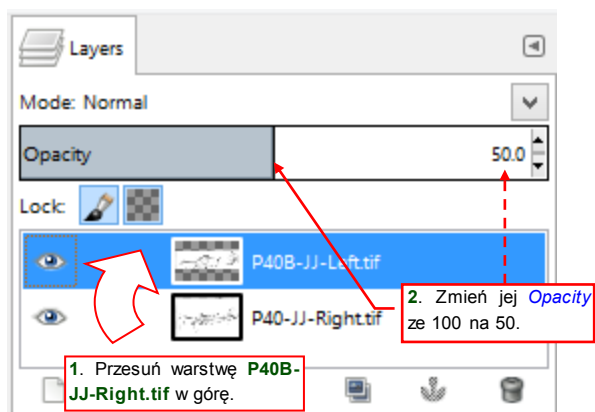 Layers
Mode: Normal
Opacity 50.0
Lock:
P40B-JJ-Left.tif
P40-JJ-Right.tif
2. Zmień jej Opacity
ze 100 na 50.
1. Przesuń warstwę P40B-
JJ-Right.tif w górę.